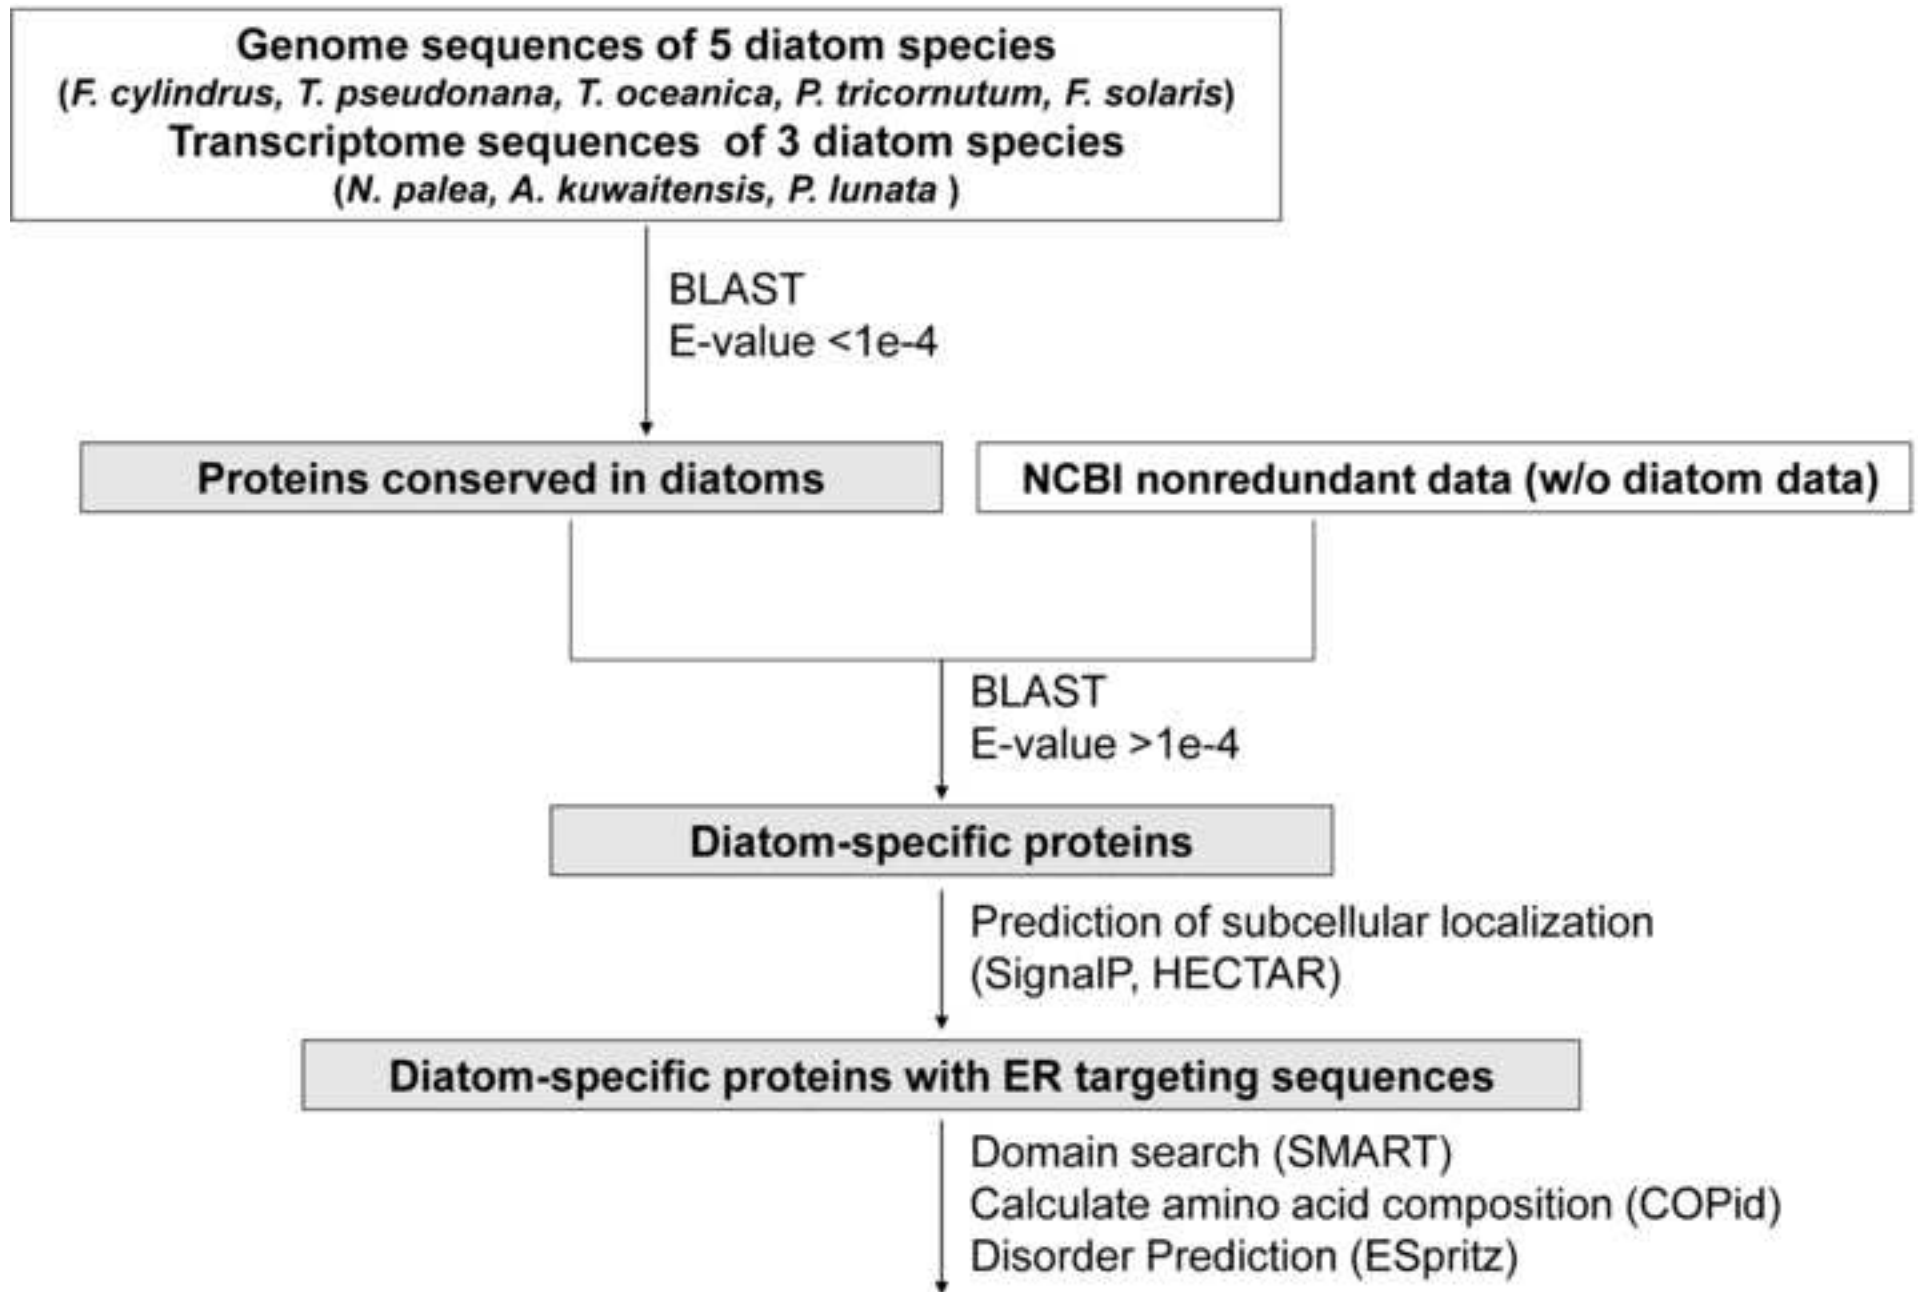 Genome sequences of 5 diatom species
(F. cylindrus, T. pseudonana, T. oceanica, P. tricornutum, F. solaris)
Transcriptome sequences of 3 diatom species
(N. palea, A. kuwaitensis, P. lunata )
BLAST
E-value <1e-4
Proteins conserved in diatoms
NCBI nonredundant data (w/o diatom data)
BLAST
E-value >1e-4
Diatom-specific proteins
Prediction of subcellular localization
(SignalP, HECTAR)
Diatom-specific proteins with ER targeting sequences
Domain search (SMART)
Calculate amino acid composition (COPid)
Disorder Prediction (ESpritz)